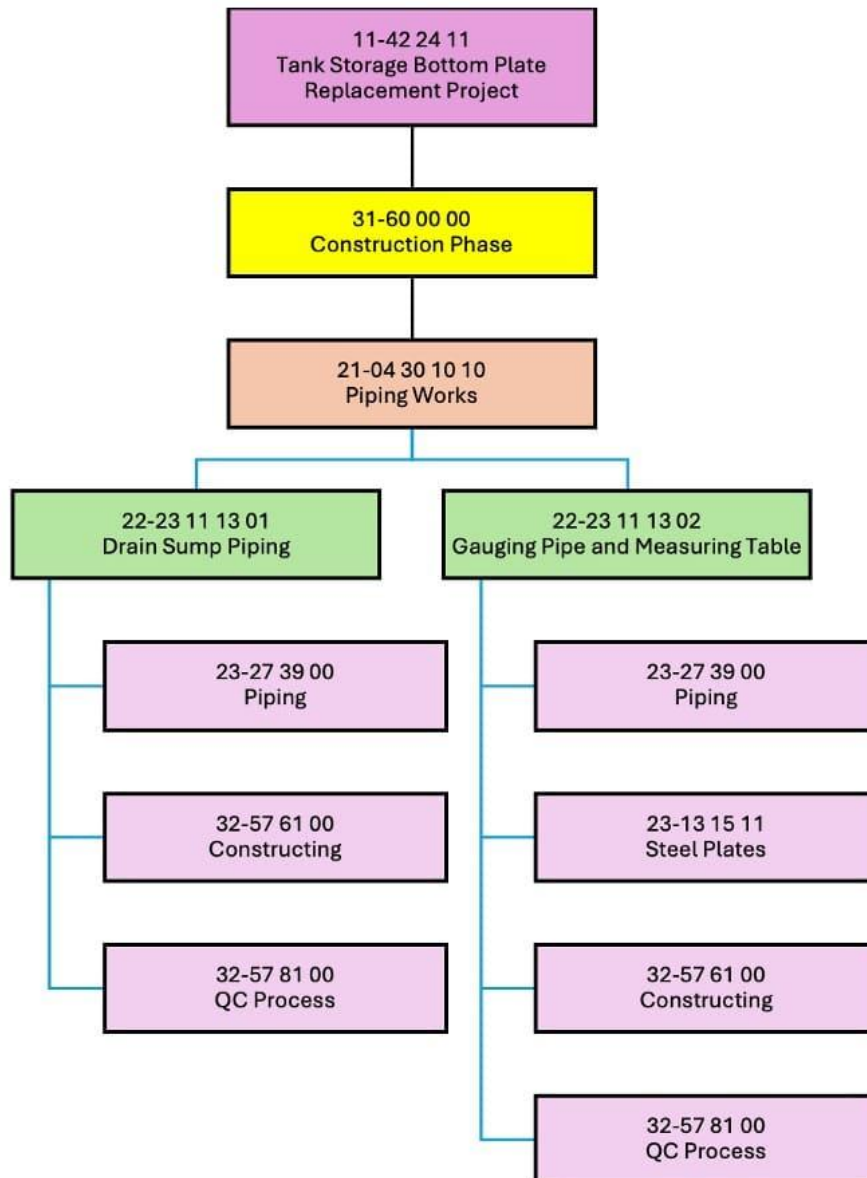 11-42 24 11
Tank Storage Bottom Plate
Replacement Project
31-60 00 00
Construction Phase
21-04 30 10 10
Piping Works
22-23 11 13 01
Drain Sump Piping
23-27 39 00
Piping
32-57 61 00
Constructing
32-57 81 00
QC Process
22-23 11 13 02
Gauging Pipe and Measuring Table
23-27 39 00
Piping
23-13 15 11
Steel Plates
32-57 61 00
Constructing
32-57 81 00
QC Process